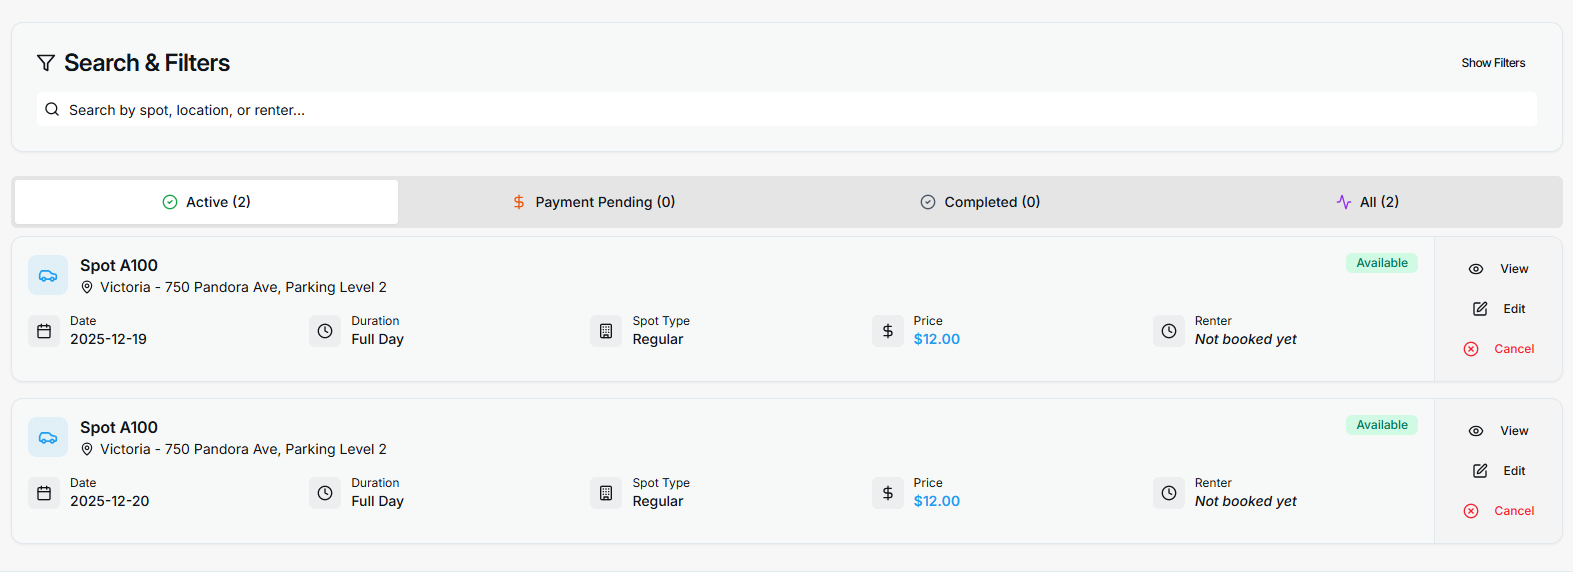 Search & Filters
Show Filters
Search by spot, location, or renter...
Active (2)
Payment Pending (0)
Completed (0)
All (2)
Spot A100
Available
Victoria - 750 Pandora Ave, Parking Level 2
Date
2025-12-19
Duration
Full Day
Spot Type
Regular
Price
$12.00
Renter
Not booked yet
View
Edit
Cancel
Spot A100
Available
Victoria - 750 Pandora Ave, Parking Level 2
Date
2025-12-20
Duration
Full Day
Spot Type
Regular
Price
$12.00
Renter
Not booked yet
View
Edit
Cancel